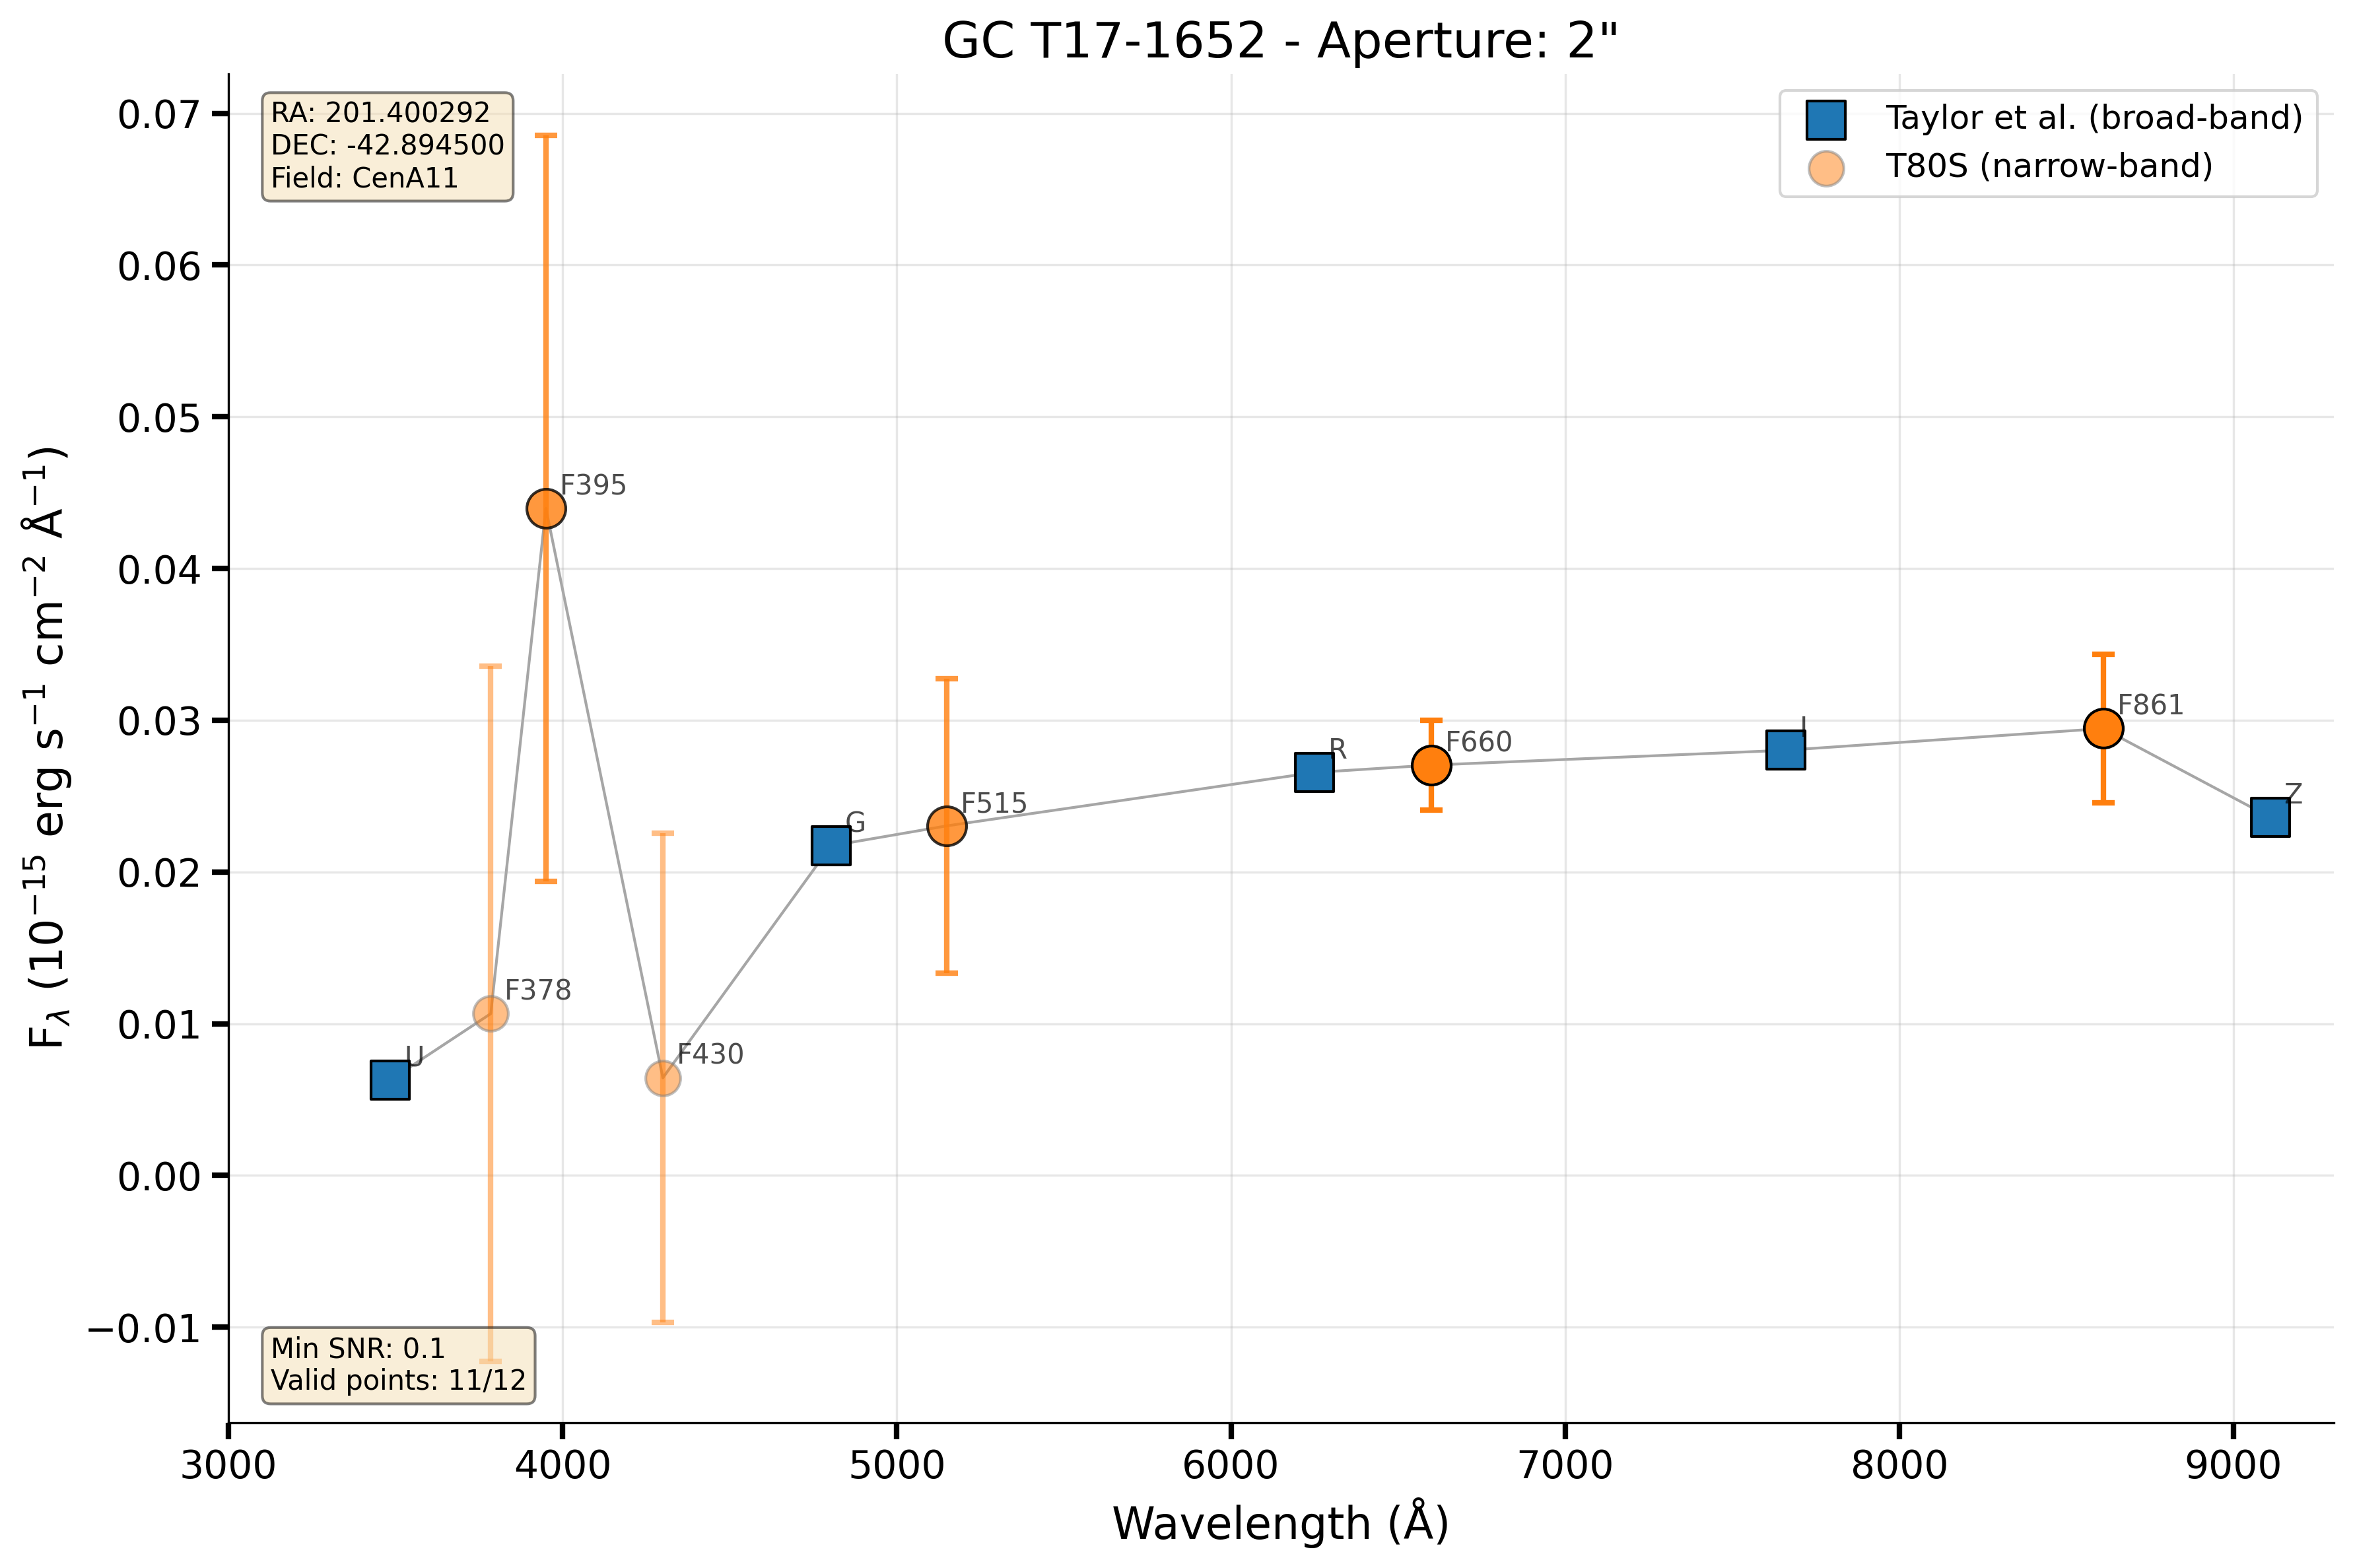 GC T17-1652 - Aperture: 2"
RA: 201.400292
DEC: -42.894500
Field: CenA11
Taylor et al. (broad-band)
T80S (narrow-band)
0.07
0.06
0.05
0.04
0.03
0.02
0.01
0.00
−0.01
F_λ (10⁻¹⁵ erg s⁻¹ cm⁻² Å⁻¹)
U
F378
F395
F430
G
F515
R
F660
I
F861
Z
Min SNR: 0.1
Valid points: 11/12
3000 4000 5000 6000 7000 8000 9000
Wavelength (Å)